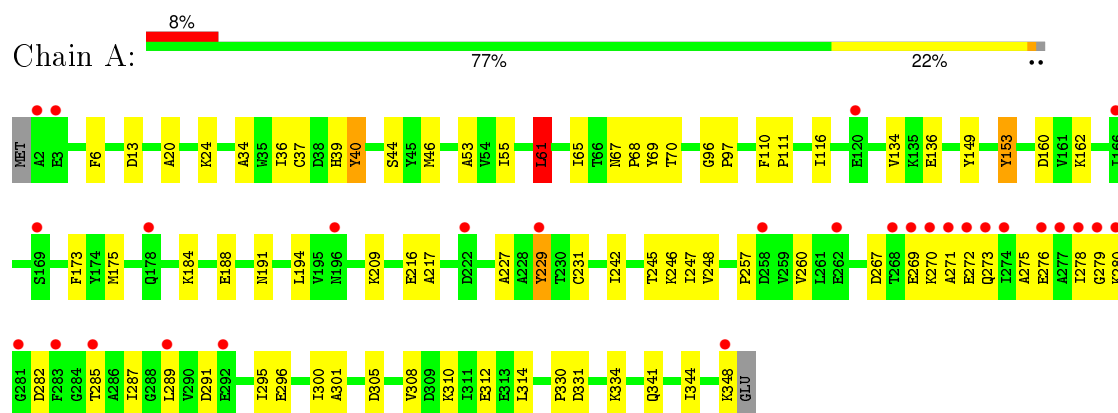 8%
Chain A:
77% 22% ••
MET A2 E3 F6 D13 A20 K24 A34 W35 I36 C37 D38 H39 Y40 S44 Y45 M46 A53 V54 I55 L61 I65 T66 N67 P68 Y69 T70 G96 P97 F110 P111 I116 E120 V134 K135 E136 Y149 Y153 D160 V161 K162 I166
S169 F173 Y174 M175 Q178 K184 E188 N191 L194 V195 N196 K209 E216 A217 D222 A227 A228 Y229 T230 C231 I242 T245 K246 I247 V248 P257 D258 V259 V260 L261 E262 D267 T268 E269 K270 A271 E272 Q273 I274 A275 E276 A277 I278 G279 K280
G281 D282 F283 G284 T285 A286 I287 G288 L289 V290 D291 E292 I295 E296 I300 A301 D305 V308 D309 K310 I311 E312 E313 L314 P330 D331 K334 Q341 I344 K348 GLU